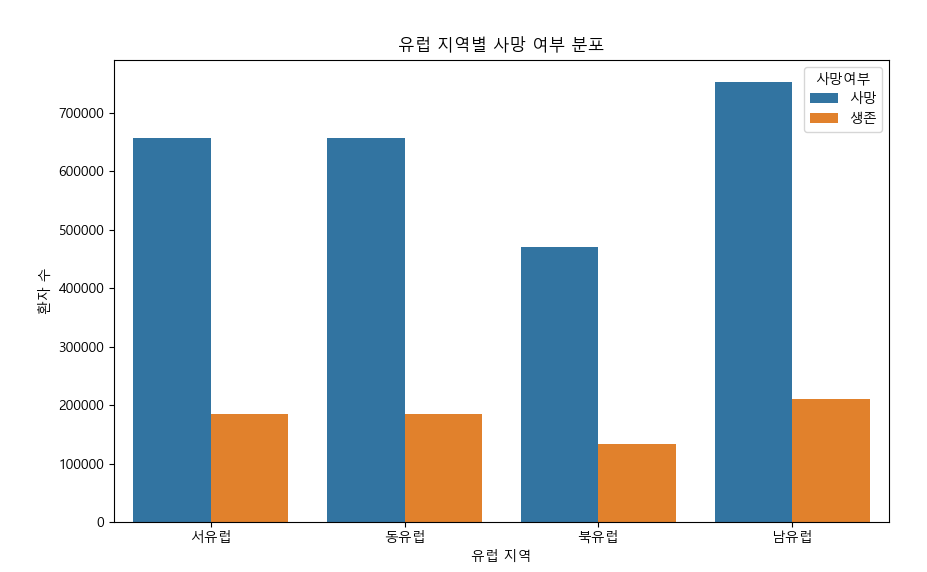 유럽 지역별 사망 여부 분포
사망여부
사망
생존
환자 수
700000
600000
500000
400000
300000
200000
100000
0
서유럽 동유럽 북유럽 남유럽
유럽 지역